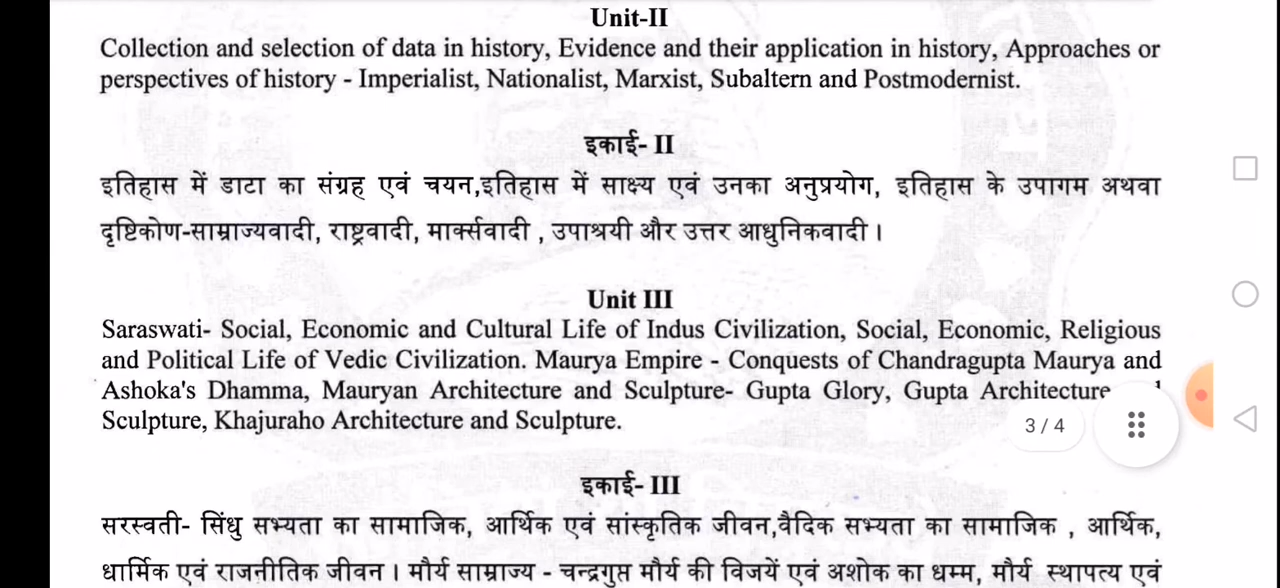 Unit-II
Collection and selection of data in history, Evidence and their application in history, Approaches or
perspectives of history - Imperialist, Nationalist, Marxist, Subaltern and Postmodernist.
इकाई- II
इतिहास में डाटा का संग्रह एवं चयन,इतिहास में साक्ष्य एवं उनका अनुप्रयोग, इतिहास के उपागम अथवा
दृष्टिकोण-साम्राज्यवादी, राष्ट्रवादी, मार्क्सवादी , उपाश्रयी और उत्तर आधुनिकवादी ।
Unit III
Saraswati- Social, Economic and Cultural Life of Indus Civilization, Social, Economic, Religious
and Political Life of Vedic Civilization. Maurya Empire - Conquests of Chandragupta Maurya and
Ashoka's Dhamma, Mauryan Architecture and Sculpture- Gupta Glory, Gupta Architecture
Sculpture, Khajuraho Architecture and Sculpture.
3 / 4
इकाई- III
सरस्वती- सिंधु सभ्यता का सामाजिक, आर्थिक एवं सांस्कृतिक जीवन,वैदिक सभ्यता का सामाजिक , आर्थिक,
धार्मिक एवं राजनीतिक जीवन । मौर्य साम्राज्य - चन्द्रगुप्त मौर्य की विजयें एवं अशोक का धम्म, मौर्य स्थापत्य एवं